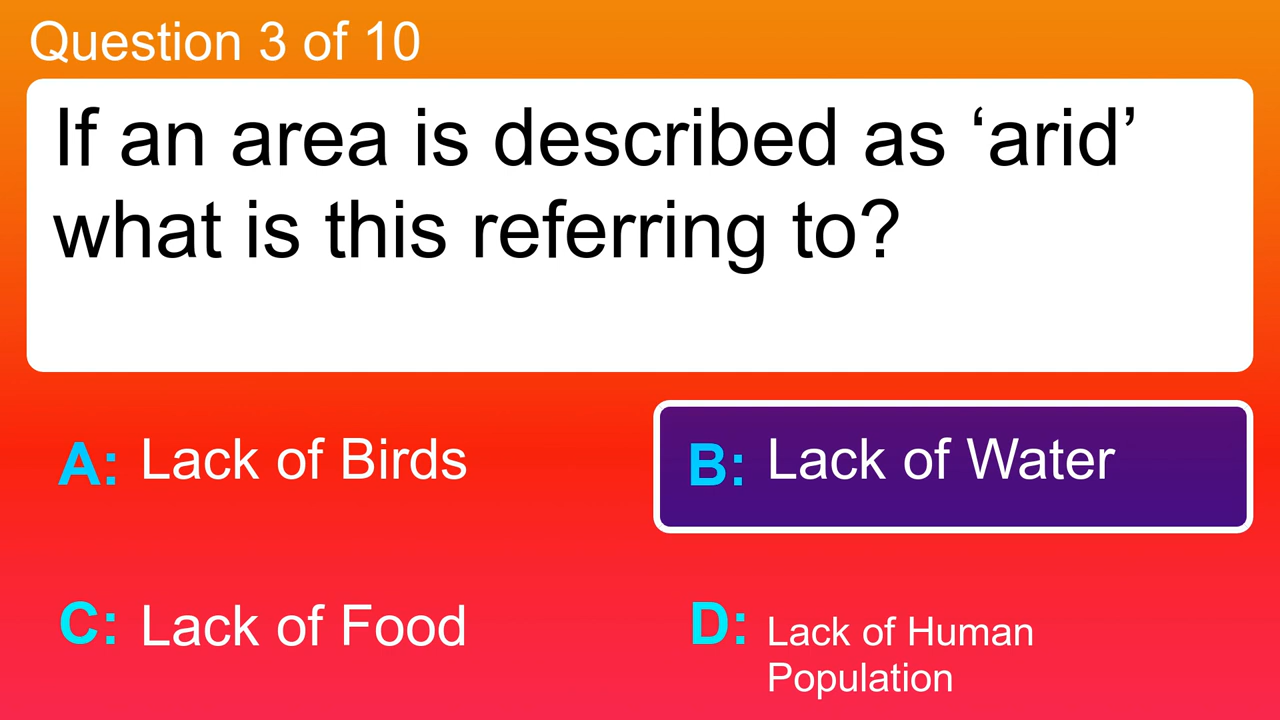 Question 3 of 10
If an area is described as ‘arid’
what is this referring to?
A: Lack of Birds
B: Lack of Water
C: Lack of Food
D: Lack of Human
Population